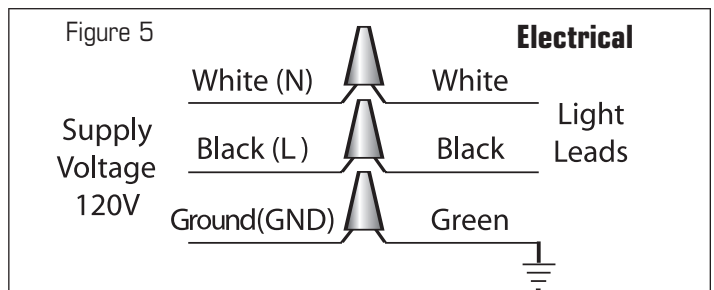 Figure 5
Electrical
White (N)
White
Supply
Voltage
120V
Black (L)
Black
Light
Leads
Ground(GND)
Green